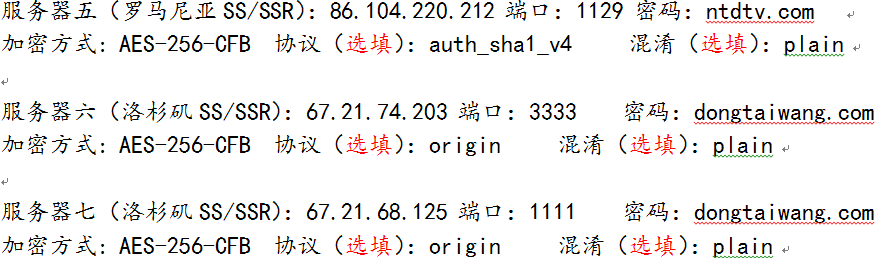 服务器五（罗马尼亚SS/SSR）：86.104.220.212 端口：1129 密码：ntdtv.com
加密方式：AES-256-CFB 协议（选填）：auth_sha1_v4 混淆（选填）：plain
服务器六（洛杉矶SS/SSR）：67.21.74.203 端口：3333 密码：dongtaiwang.com
加密方式：AES-256-CFB 协议（选填）：origin 混淆（选填）：plain
服务器七（洛杉矶SS/SSR）：67.21.68.125 端口：1111 密码：dongtaiwang.com
加密方式：AES-256-CFB 协议（选填）：origin 混淆（选填）：plain